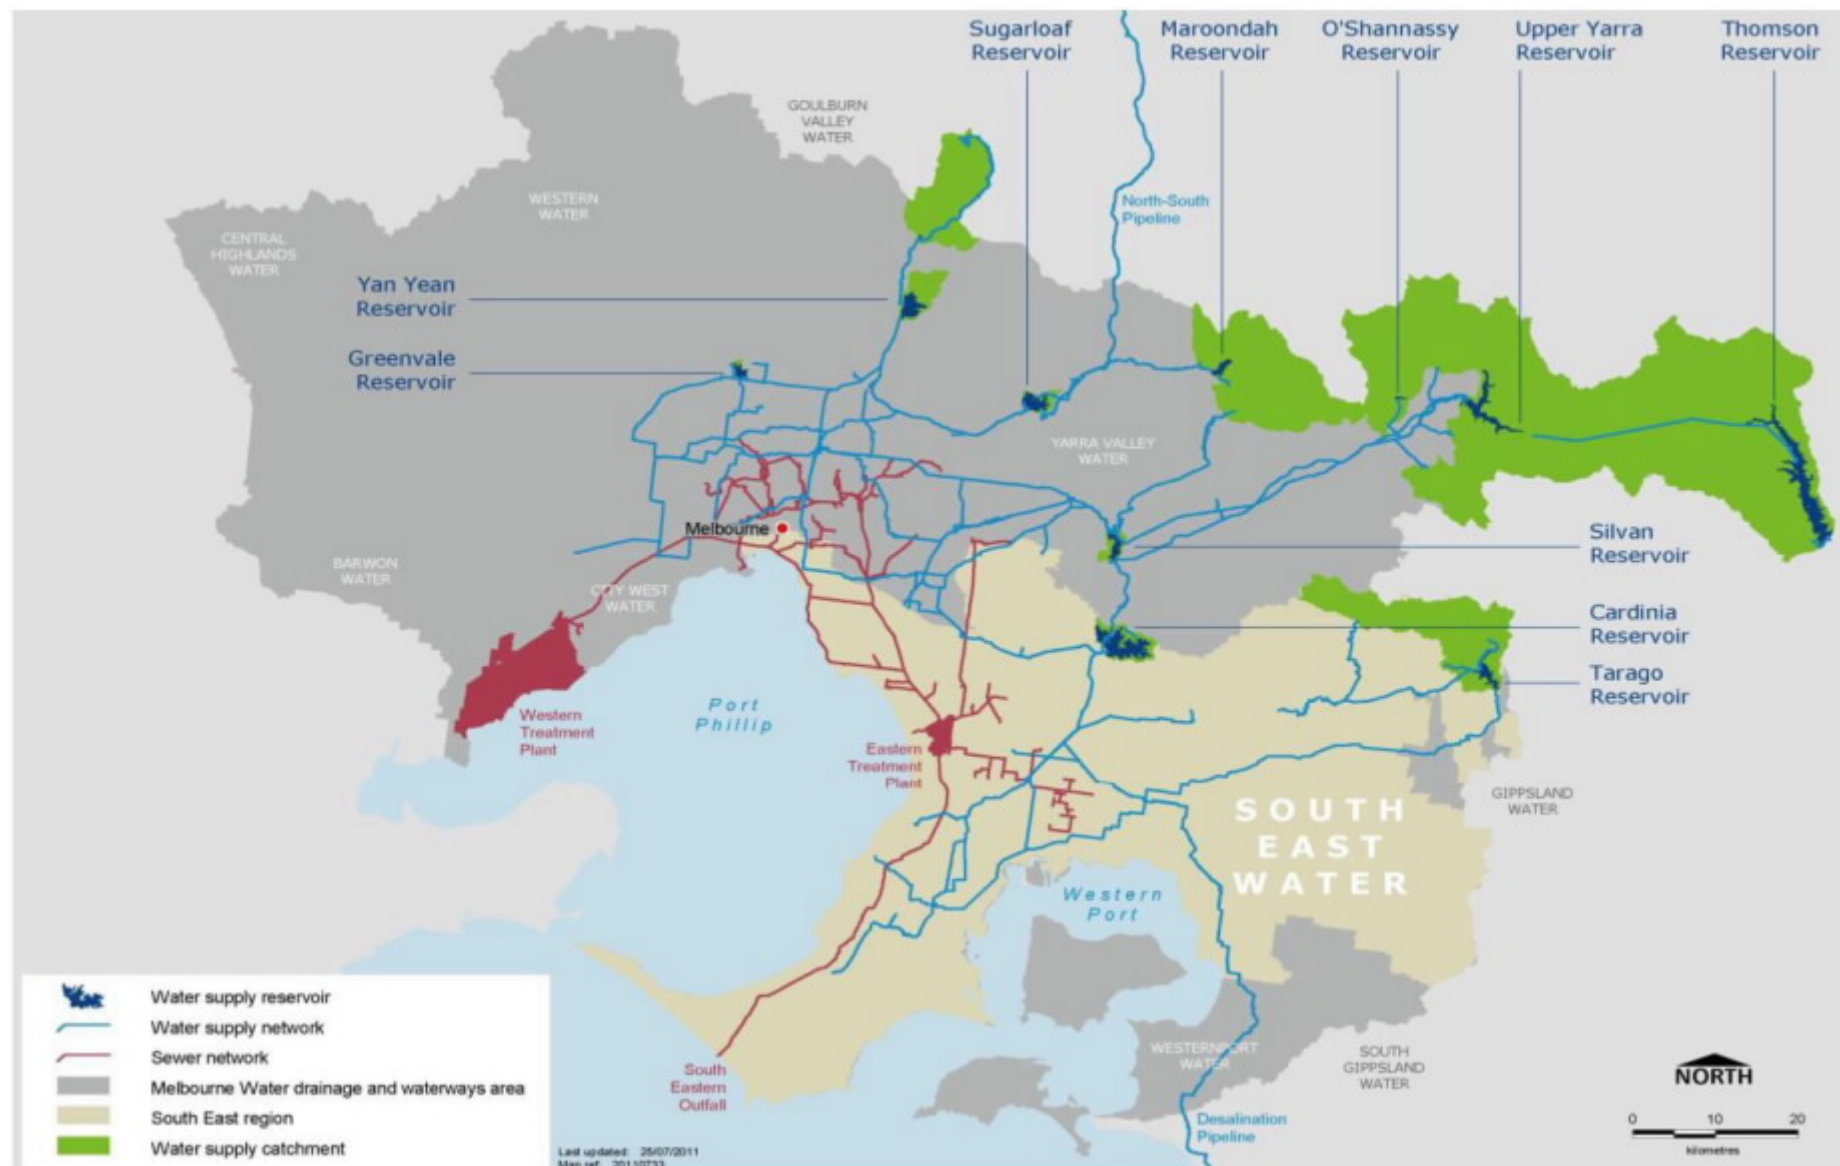 Sugarloaf
Reservoir
Maroondah
Reservoir
O'Shannassy
Reservoir
Upper Yarra
Reservoir
Thomson
Reservoir
GOULBURN
VALLEY
WATER
WESTERN
WATER
North-South
Pipeline
CENTRAL
HIGHLANDS
WATER
Yan Yean
Reservoir
Greenvale
Reservoir
YARRA VALLEY
WATER
Melbourne
Silvan
Reservoir
BARWON
WATER
CITY WEST
WATER
Cardinia
Reservoir
Tarago
Reservoir
Port
Phillip
Western
Treatment
Plant
Eastern
Treatment
Plant
GIPPSLAND
WATER
SOUTH
EAST
WATER
Western
Port
Water supply reservoir
Water supply network
Sewer network
Melbourne Water drainage and waterways area
South East region
Water supply catchment
South
Eastern
Outfall
WESTERNPORT
WATER
SOUTH
GIPPSLAND
WATER
Desalination
Pipeline
NORTH
0 10 20
kilometres
Last updated: 25/07/2011
Map ref: 20110733